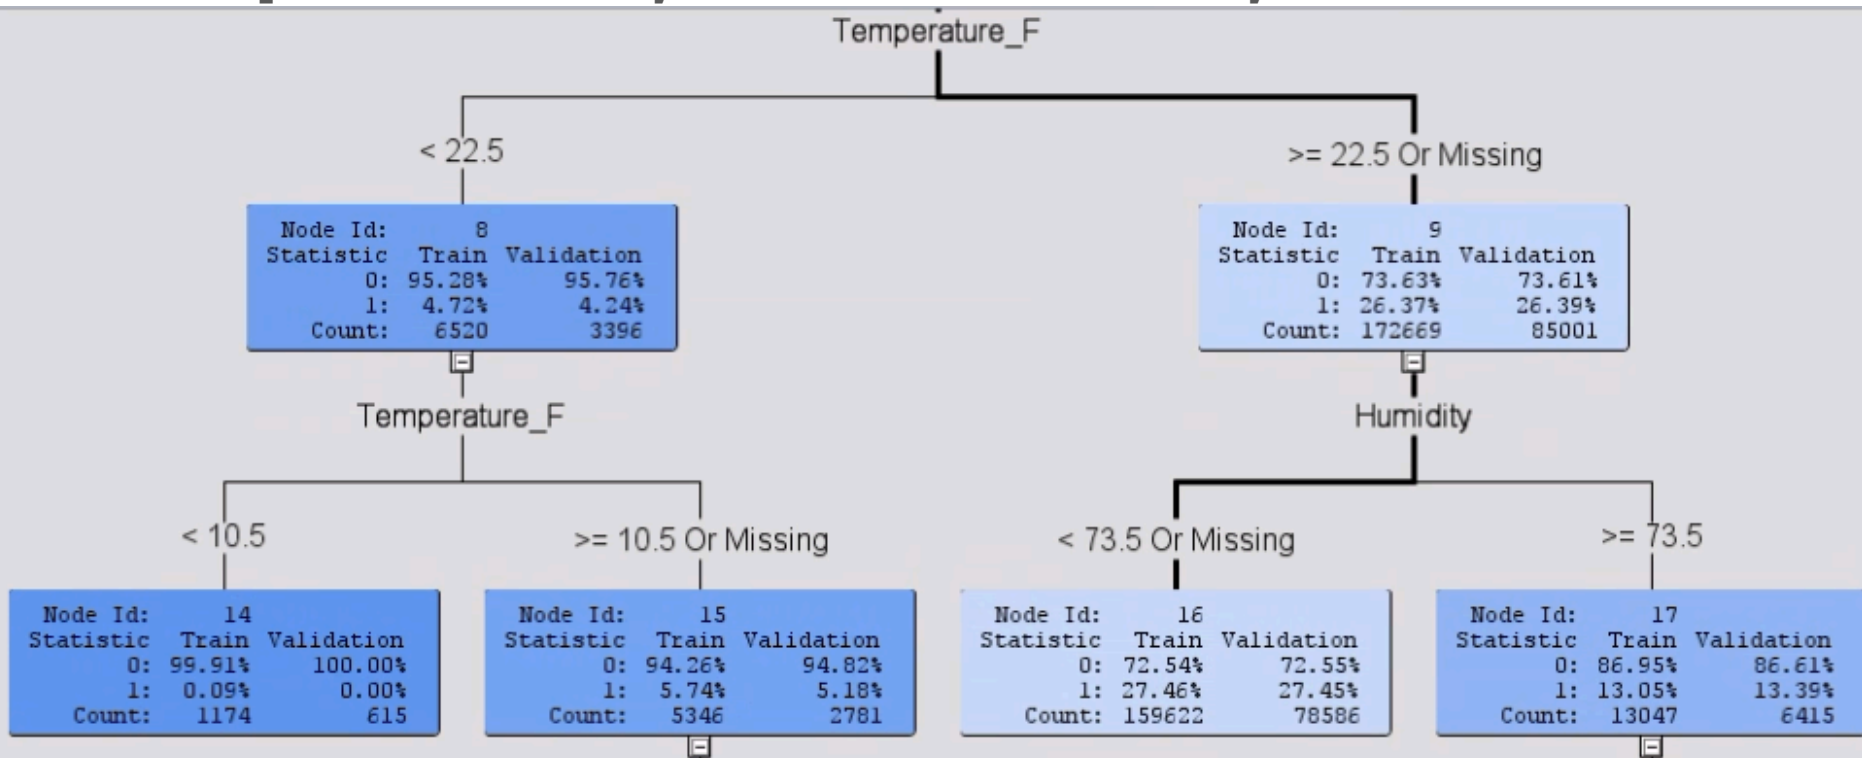 Temperature_F
< 22.5
>= 22.5 Or Missing
Node Id: 8
Statistic Train Validation
0: 95.28% 95.76%
1: 4.72% 4.24%
Count: 6520 3396
Node Id: 9
Statistic Train Validation
0: 73.63% 73.61%
1: 26.37% 26.39%
Count: 172669 85001
Temperature_F
Humidity
< 10.5
>= 10.5 Or Missing
< 73.5 Or Missing
>= 73.5
Node Id: 14
Statistic Train Validation
0: 99.91% 100.00%
1: 0.09% 0.00%
Count: 1174 615
Node Id: 15
Statistic Train Validation
0: 94.26% 94.82%
1: 5.74% 5.18%
Count: 5346 2781
Node Id: 16
Statistic Train Validation
0: 72.54% 72.55%
1: 27.46% 27.45%
Count: 159622 78586
Node Id: 17
Statistic Train Validation
0: 86.95% 86.61%
1: 13.05% 13.39%
Count: 13047 6415